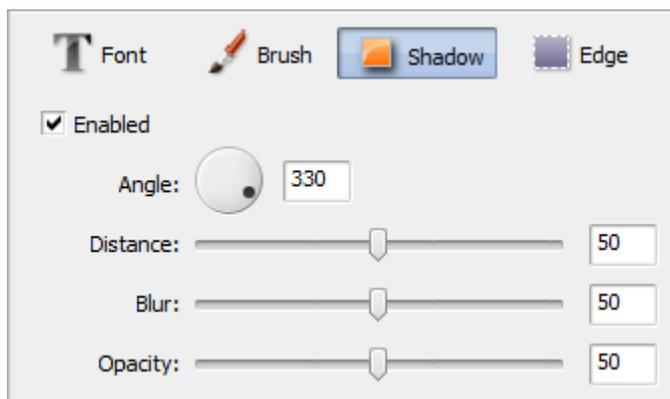 Font Brush Shadow Edge
Enabled
Angle: 330
Distance: 50
Blur: 50
Opacity: 50